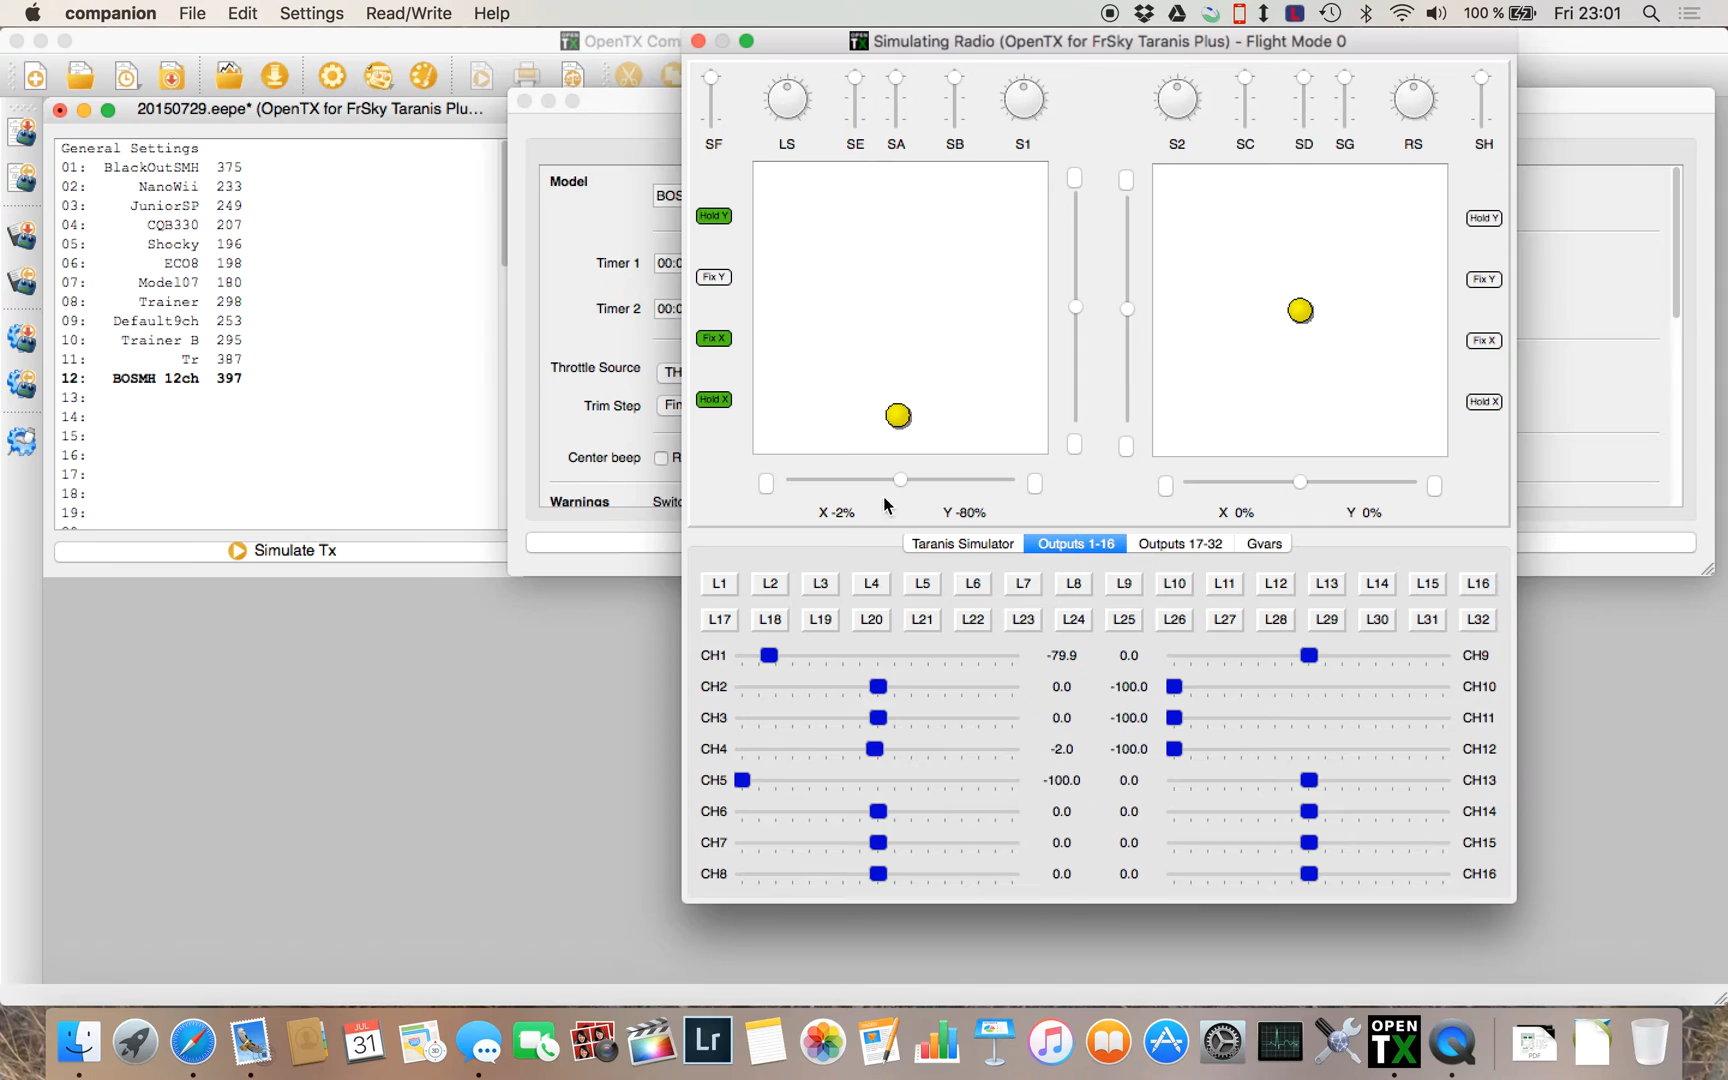 companion File Edit Settings Read/Write Help 100 % Fri 23:01
OPEN TX OpenTX Com
OPEN TX Simulating Radio (OpenTX for FrSky Taranis Plus) - Flight Mode 0
20150729.eepe* (OpenTX for FrSky Taranis Plu...
General Settings
01: BlackOutSMH 375
02: NanoWii 233
03: JuniorSP 249
04: CQB330 207
05: Shocky 196
06: ECO8 198
07: Model07 180
08: Trainer 298
09: Default9ch 253
10: Trainer B 295
11: Tr 387
12: BOSMH 12ch 397
13:
14:
15:
16:
17:
18:
19:
Simulate Tx
Model BOS
Timer 1 00:0
Timer 2 00:0
Throttle Source TH
Trim Step Fin
Center beep R
Warnings Switc
SF LS SE SA SB S1 S2 SC SD SG RS SH
Hold Y Hold Y
Fix Y Fix Y
Fix X Fix X
Hold X Hold X
X -2% Y -80% X 0% Y 0%
Taranis Simulator Outputs 1-16 Outputs 17-32 Gvars
L1 L2 L3 L4 L5 L6 L7 L8 L9 L10 L11 L12 L13 L14 L15 L16
L17 L18 L19 L20 L21 L22 L23 L24 L25 L26 L27 L28 L29 L30 L31 L32
CH1 -79.9 0.0 CH9
CH2 0.0 -100.0 CH10
CH3 0.0 -100.0 CH11
CH4 -2.0 -100.0 CH12
CH5 -100.0 0.0 CH13
CH6 0.0 0.0 CH14
CH7 0.0 0.0 CH15
CH8 0.0 0.0 CH16
JUL
31
3D
Lr
OPEN
TX
PDF